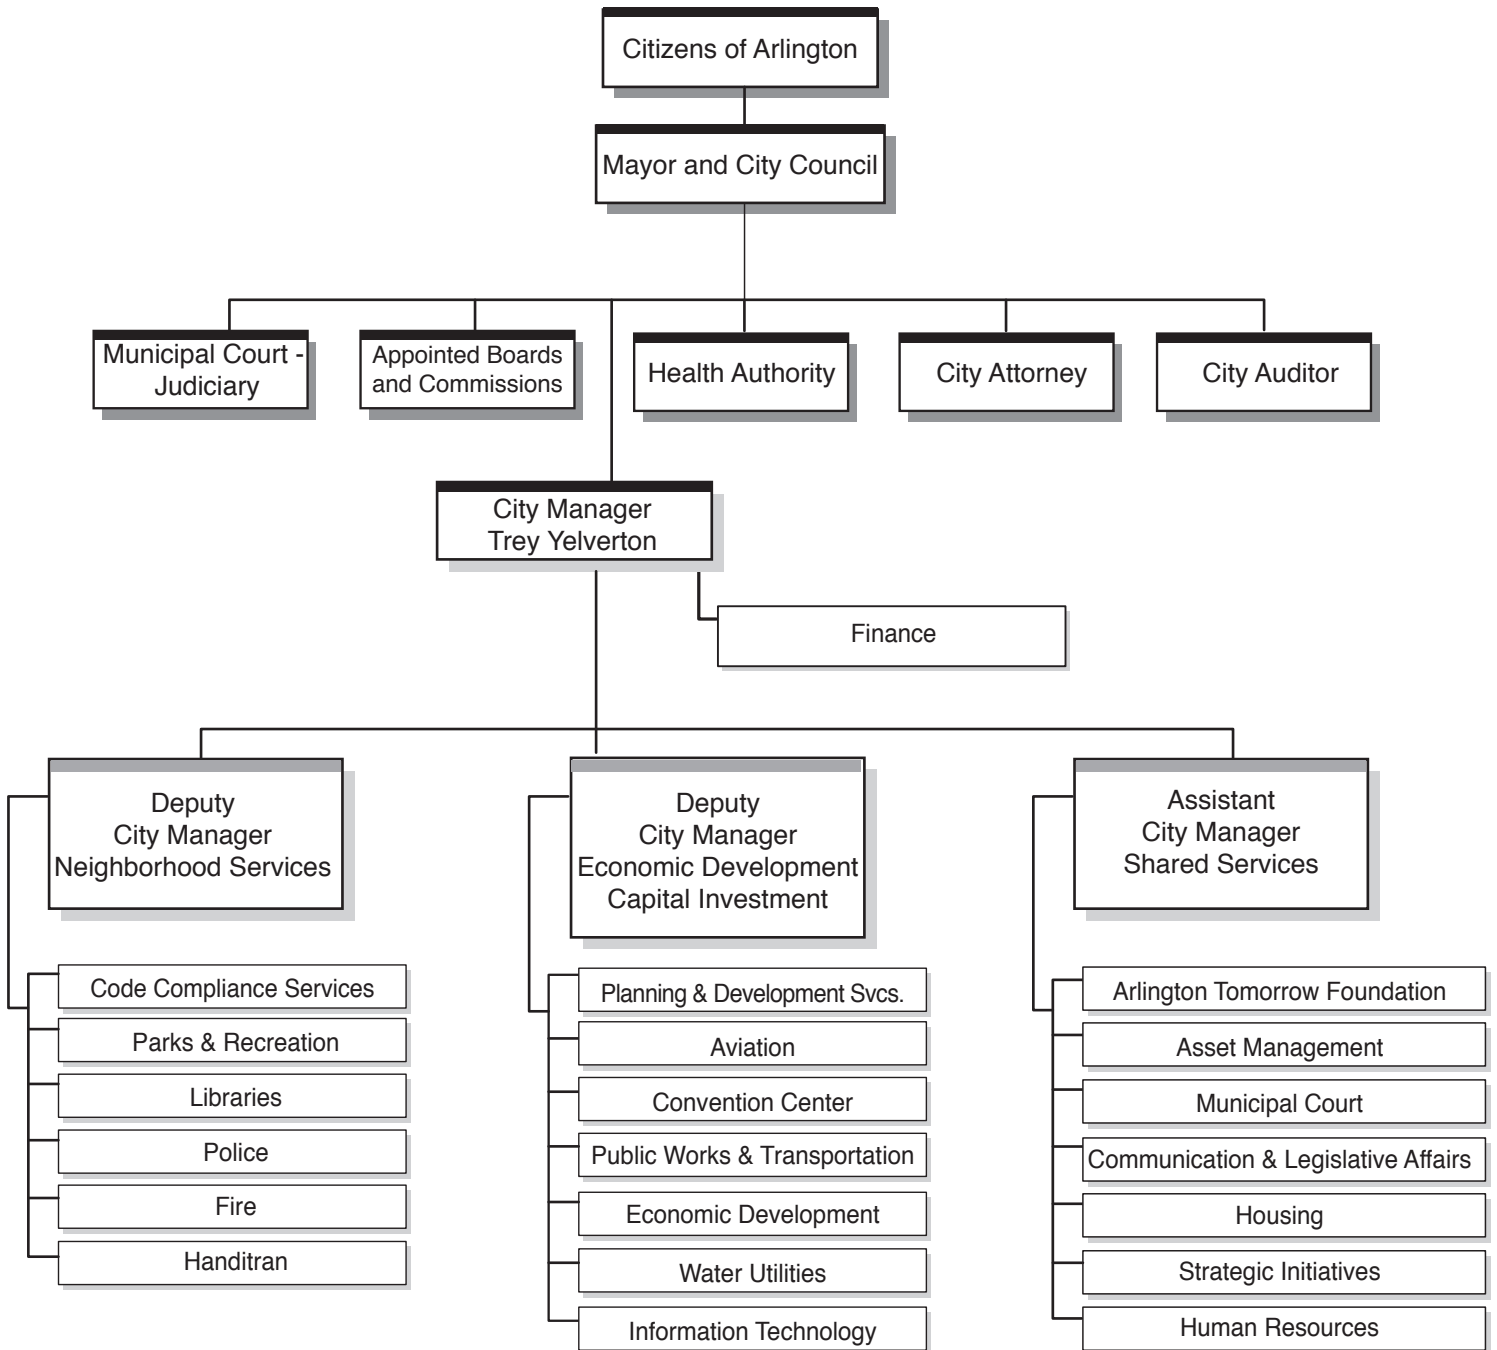 Citizens of Arlington
Mayor and City Council
Municipal Court -
Judiciary
Appointed Boards
and Commissions
Health Authority
City Attorney
City Auditor
City Manager
Trey Yelverton
Finance
Deputy
City Manager
Neighborhood Services
Code Compliance Services
Parks & Recreation
Libraries
Police
Fire
Handitran
Deputy
City Manager
Economic Development
Capital Investment
Planning & Development Svcs.
Aviation
Convention Center
Public Works & Transportation
Economic Development
Water Utilities
Information Technology
Assistant
City Manager
Shared Services
Arlington Tomorrow Foundation
Asset Management
Municipal Court
Communication & Legislative Affairs
Housing
Strategic Initiatives
Human Resources